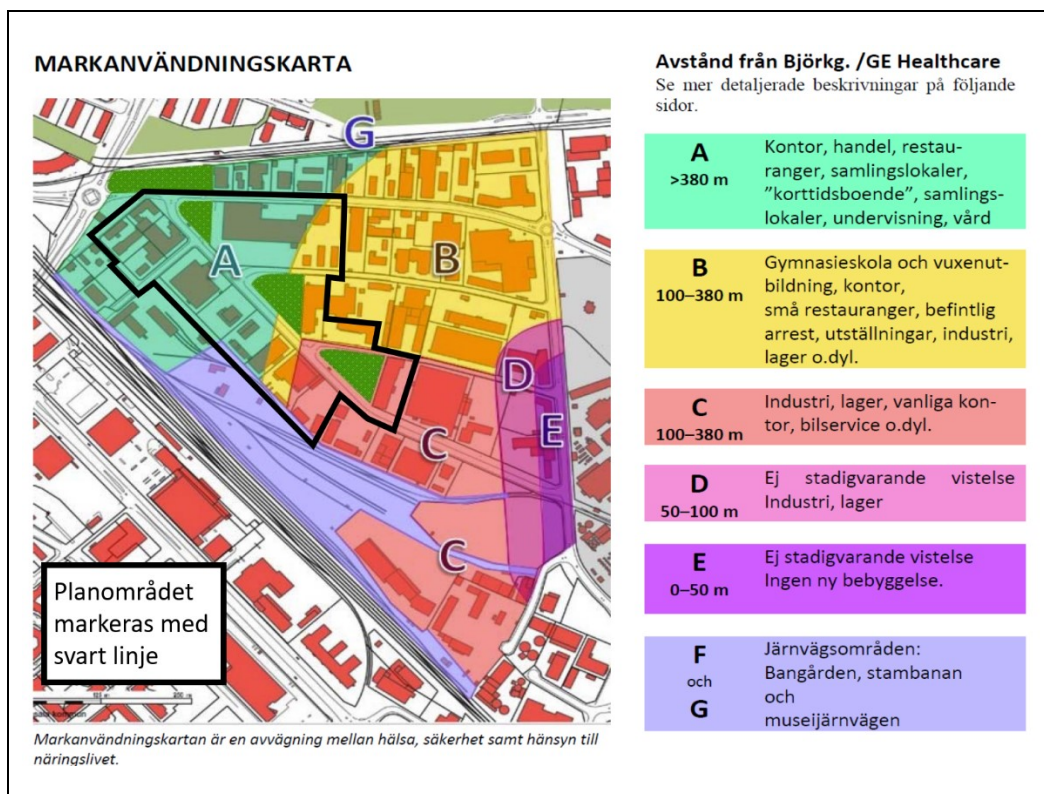 MARKANVÄNDNINGSKARTA
G
A
B
D
E
C
C
Planområdet
markeras med
svart linje
200 m
Markanvändningskartan är en avvägning mellan hälsa, säkerhet samt hänsyn till
näringslivet.
Avstånd från Björkg. /GE Healthcare
Se mer detaljerade beskrivningar på följande
sidor.
A
>380 m
Kontor, handel, restau-
ranger, samlingslokaler,
”korttidsboende”, samlings-
lokaler, undervisning, vård
B
100–380 m
Gymnasieskola och vuxenut-
bildning, kontor,
små restauranger, befintlig
arrest, utställningar, industri,
lager o.dyl.
C
100–380 m
Industri, lager, vanliga kon-
tor, bilservice o.dyl.
D
50–100 m
Ej stadigvarande vistelse
Industri, lager
E
0–50 m
Ej stadigvarande vistelse
Ingen ny bebyggelse.
F
och
G
Järnvägsområden:
Bangården, stambanan
och
museijärnvägen